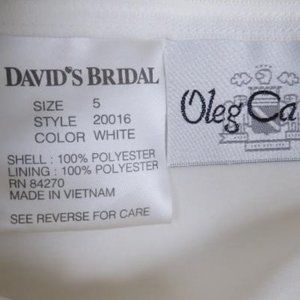 DAVID'S BRIDAL
SIZE 5
STYLE 20016
COLOR WHITE
SHELL : 100% POLYESTER
LINING : 100% POLYESTER
RN 84270
MADE IN VIETNAM
SEE REVERSE FOR CARE
Oleg Ca